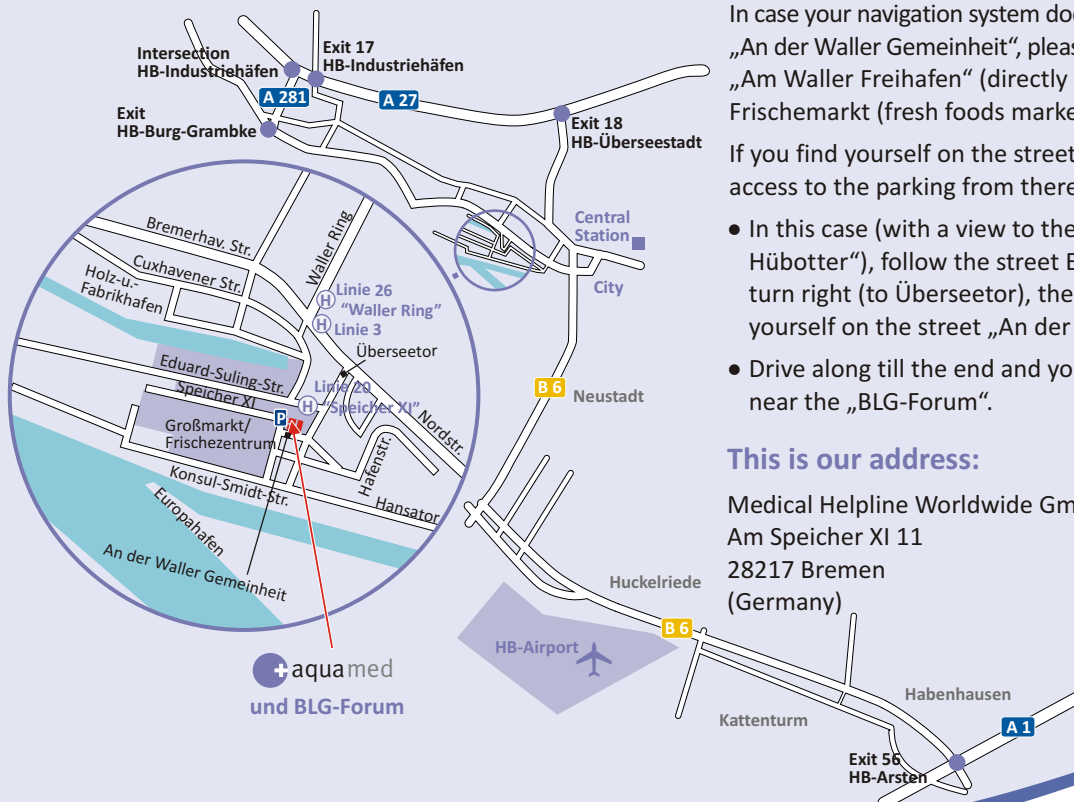 In case your navigation system doe
„An der Waller Gemeinheit“, pleas
„Am Waller Freihafen“ (directly
Frischemarkt (fresh foods marke
If you find yourself on the street
access to the parking from there
• In this case (with a view to the
Hübotter“), follow the street E
turn right (to Überseetor), the
yourself on the street „An der
• Drive along till the end and yo
near the „BLG-Forum“.
This is our address:
Medical Helpline Worldwide Gm
Am Speicher XI 11
28217 Bremen
(Germany)
Intersection
HB-Industriehäfen
Exit 17
HB-Industriehäfen
A 281
A 27
Exit
HB-Burg-Grambke
Exit 18
HB-Überseestadt
Central
Station
City
Bremerhav. Str.
Waller Ring
Cuxhavener Str.
Holz-u.-
Fabrikhafen
H
Linie 26
"Waller Ring"
H
Linie 3
Überseetor
Eduard-Suling-Str.
Speicher XI
Linie 20
H
"Speicher XI"
P
Großmarkt/
Frischezentrum
Nordstr.
Hafenstr.
Konsul-Smidt-Str.
Hansator
Europahafen
An der Waller Gemeinheit
B 6
Neustadt
Huckelriede
B 6
HB-Airport
aquamed
und BLG-Forum
Kattenturm
Habenhausen
A 1
Exit 56
HB-Arsten